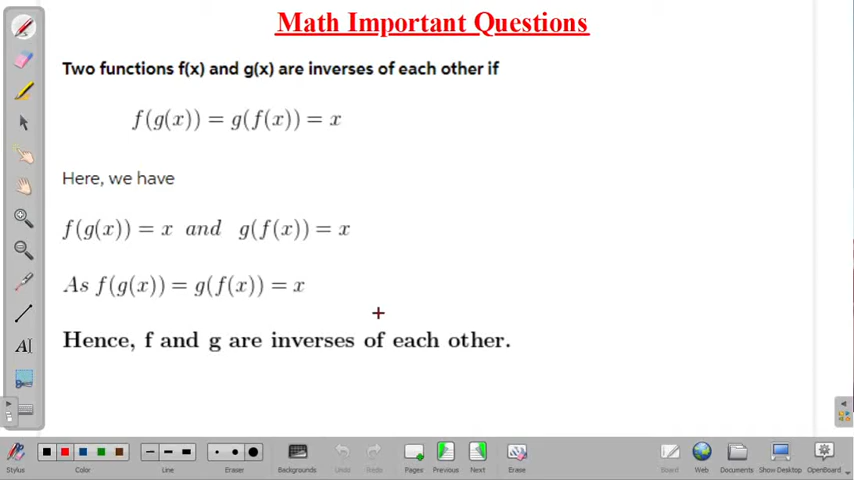 Math Important Questions
Two functions f(x) and g(x) are inverses of each other if
f(g(x)) = g(f(x)) = x
Here, we have
f(g(x)) = x and g(f(x)) = x
As f(g(x)) = g(f(x)) = x
Hence, f and g are inverses of each other.
Stylus Color Line Eraser Backgrounds Undo Redo Pages Previous Next Erase Board Web Documents Show Desktop OpenBoard